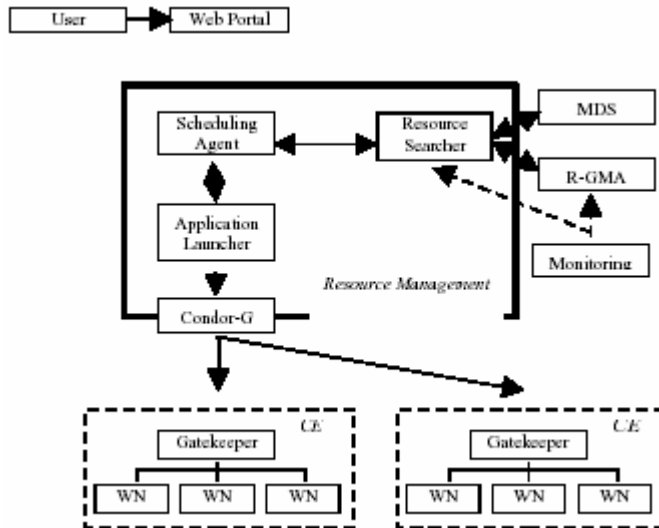 User
Web Portal
Scheduling
Agent
Resource
Searcher
MDS
R-GMA
Application
Launcher
Monitoring
Resource Management
Condor-G
CE
Gatekeeper
WN WN WN
CE
Gatekeeper
WN WN WN